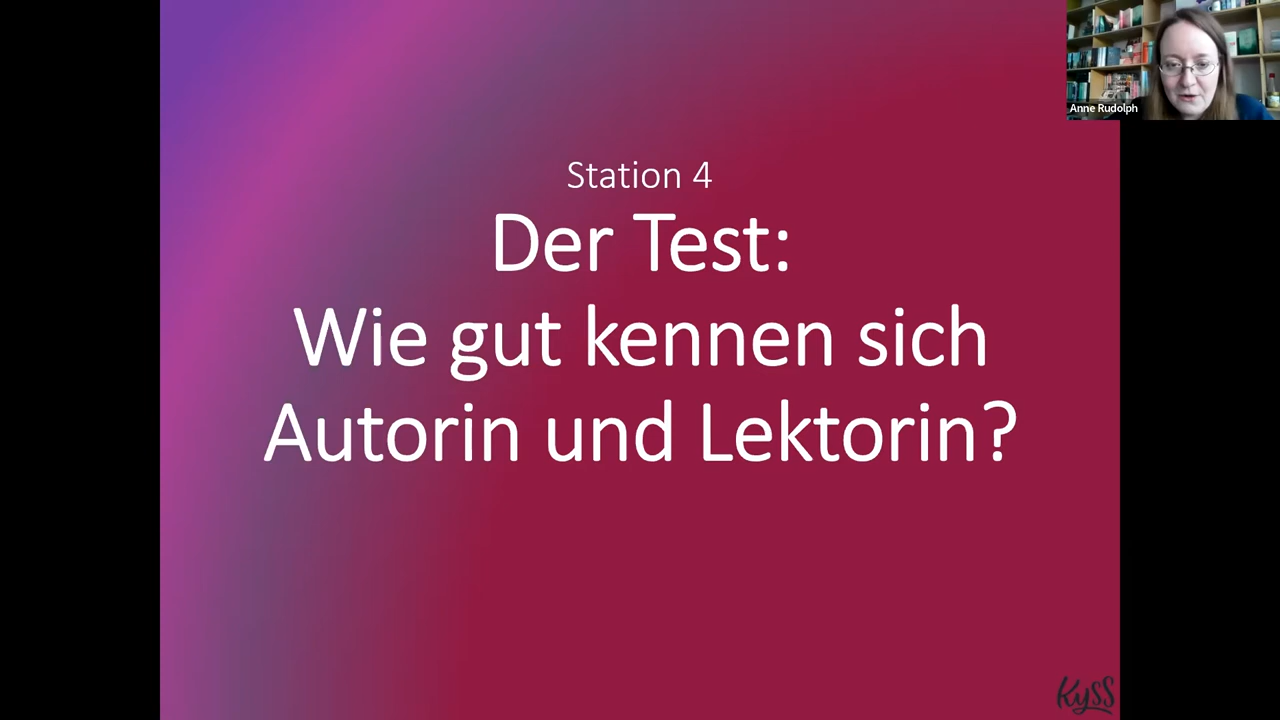 Anne Rudolph
Station 4
Der Test:
Wie gut kennen sich
Autorin und Lektorin?
Kyss